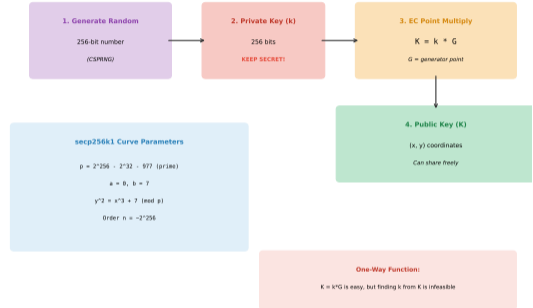 1. Generate Random
256-bit number
(CSPRNG)
2. Private Key (k)
256 bits
KEEP SECRET!
3. EC Point Multiply
K = k * G
G = generator point
4. Public Key (K)
(x, y) coordinates
Can share freely
secp256k1 Curve Parameters
p = 2^256 - 2^32 - 977 (prime)
a = 0, b = 7
y^2 = x^3 + 7 (mod p)
Order n = ~2^256
One-Way Function:
K = k*G is easy, but finding k from K is infeasible